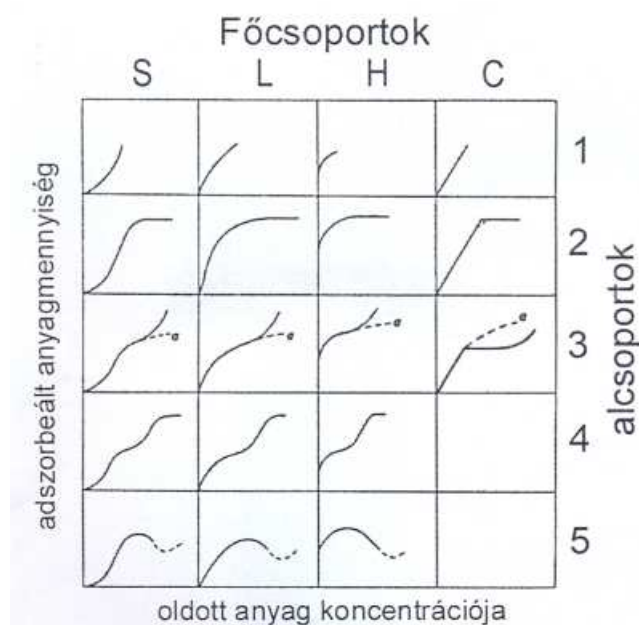 Főcsoportok
S L H C
1
2
a a a a 3
4
5
adszorbeált anyagmennyiség
alcsoportok
oldott anyag koncentrációja